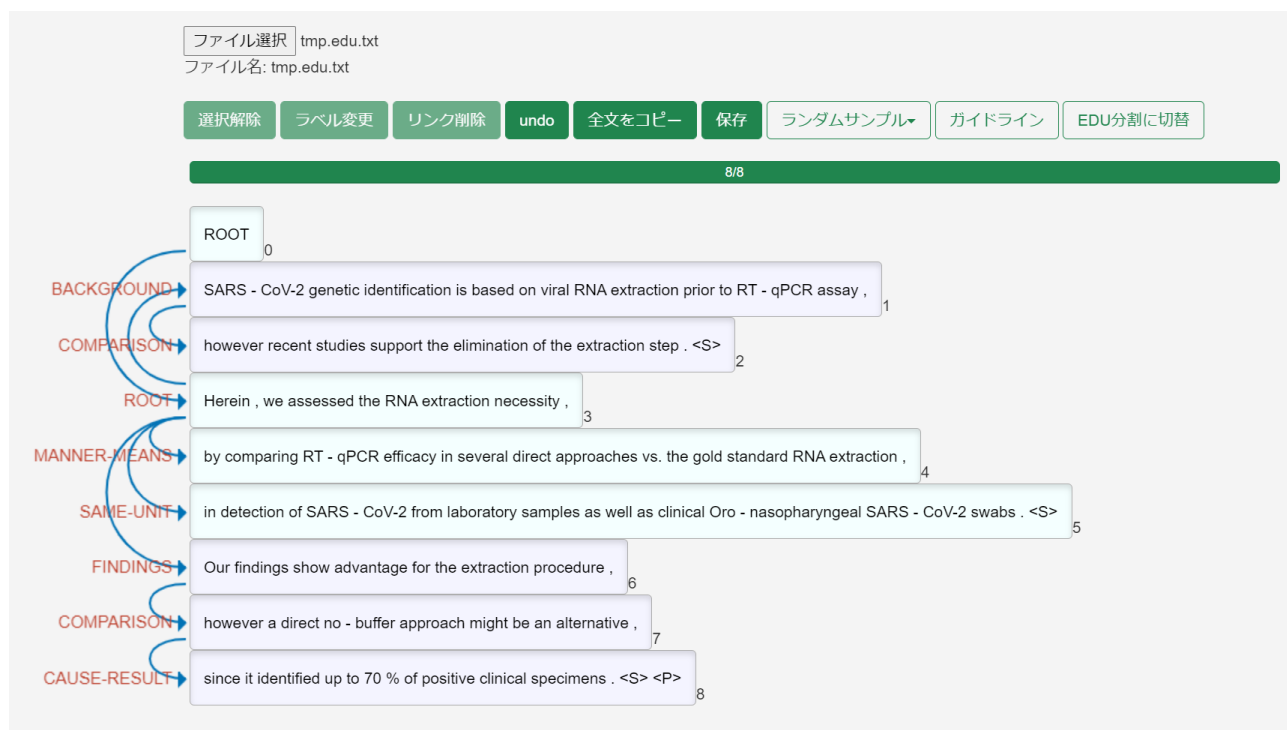 ファイル選択 tmp.edu.txt
ファイル名: tmp.edu.txt
選択解除 ラベル変更 リンク削除 undo 全文をコピー 保存 ランダムサンプル▾ ガイドライン EDU分割に切替
8/8
ROOT 0
BACKGROUND SARS - CoV-2 genetic identification is based on viral RNA extraction prior to RT - qPCR assay , 1
COMPARISON however recent studies support the elimination of the extraction step . <S> 2
ROOT Herein , we assessed the RNA extraction necessity , 3
MANNER-MEANS by comparing RT - qPCR efficacy in several direct approaches vs. the gold standard RNA extraction , 4
SAME-UNIT in detection of SARS - CoV-2 from laboratory samples as well as clinical Oro - nasopharyngeal SARS - CoV-2 swabs . <S> 5
FINDINGS Our findings show advantage for the extraction procedure , 6
COMPARISON however a direct no - buffer approach might be an alternative , 7
CAUSE-RESULT since it identified up to 70 % of positive clinical specimens . <S> <P> 8